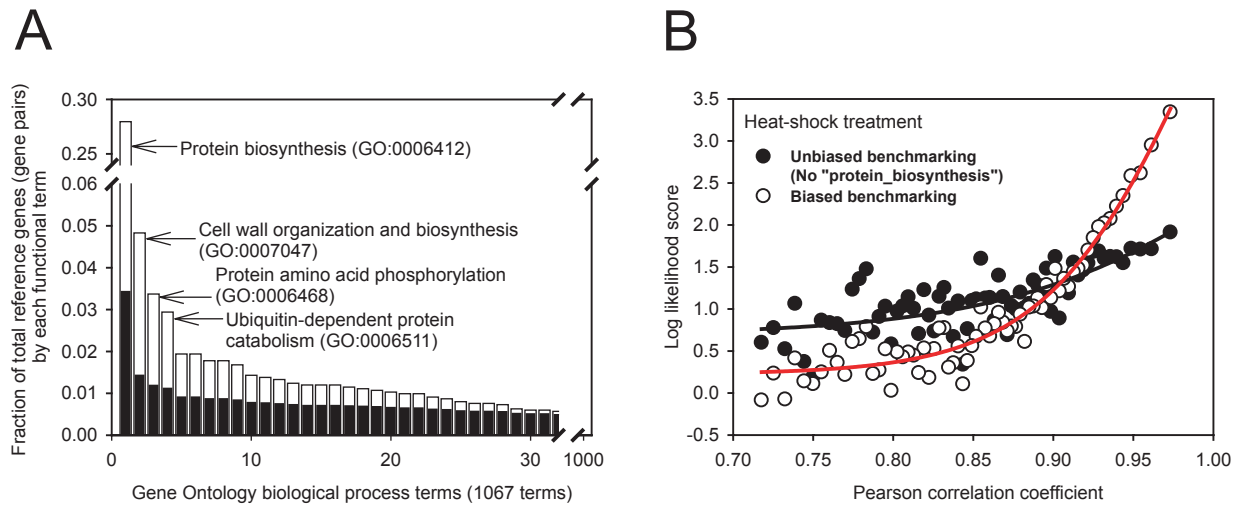 A
Fraction of total reference genes (gene pairs)
by each functional term
0.30
0.25
0.06
0.05
0.04
0.03
0.02
0.01
0.00
Protein biosynthesis (GO:0006412)
Cell wall organization and biosynthesis
(GO:0007047)
Protein amino acid phosphorylation
(GO:0006468)
Ubiquitin-dependent protein
catabolism (GO:0006511)
0 10 20 30 1000
Gene Ontology biological process terms (1067 terms)
B
Log likelihood score
3.5
3.0
2.5
2.0
1.5
1.0
0.5
0.0
-0.5
Heat-shock treatment
Unbiased benchmarking
(No "protein_biosynthesis")
Biased benchmarking
0.70 0.75 0.80 0.85 0.90 0.95 1.00
Pearson correlation coefficient